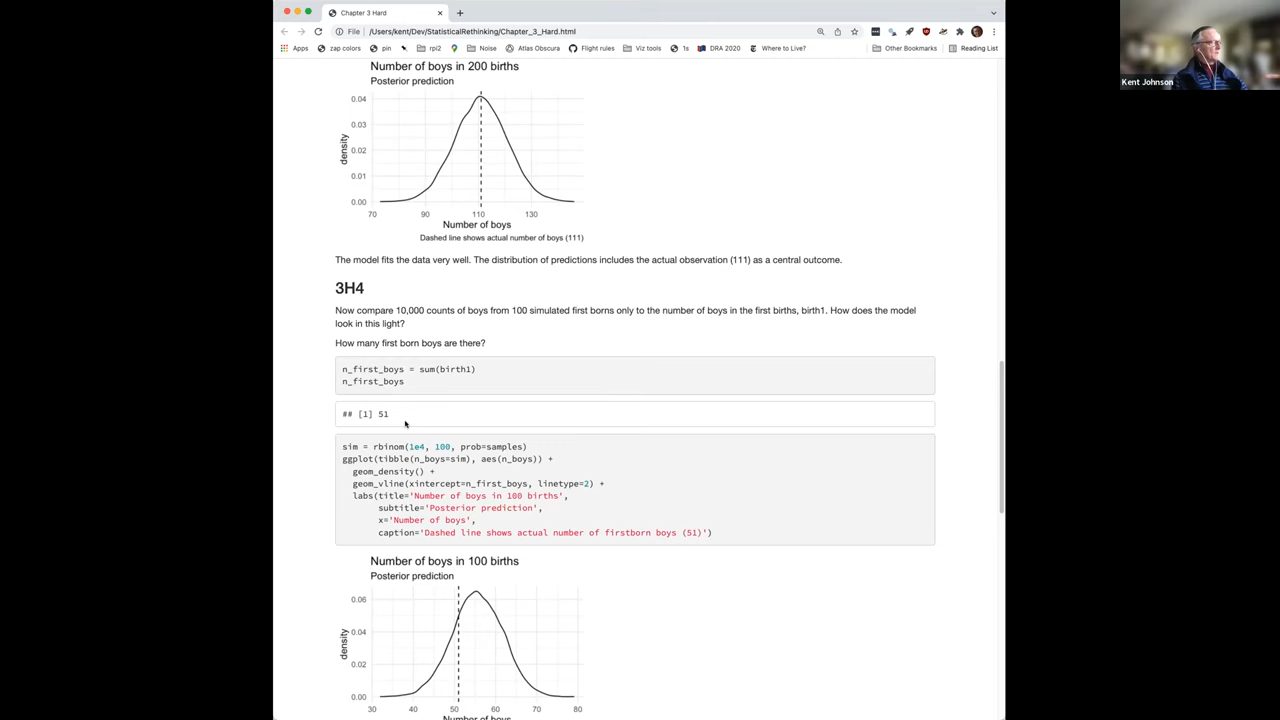 Chapter 3 Hard
File
/Users/kent/Dev/StatisticalRethinking/Chapter_3_Hard.html
Apps
zap colors
pin
rpi2
Noise
Atlas Obscura
Flight rules
Viz tools
1s
DRA 2020
Where to Live?
Other Bookmarks
Reading List
Kent Johnson
Number of boys in 200 births
Posterior prediction
0.04
0.03
0.02
0.01
0.00
density
70 90 110 130
Number of boys
Dashed line shows actual number of boys (111)
The model fits the data very well. The distribution of predictions includes the actual observation (111) as a central outcome.
3H4
Now compare 10,000 counts of boys from 100 simulated first borns only to the number of boys in the first births, birth1. How does the model
look in this light?
How many first born boys are there?
n_first_boys = sum(birth1)
n_first_boys
## [1] 51
sim = rbinom(1e4, 100, prob=samples)
ggplot(tibble(n_boys=sim), aes(n_boys)) +
geom_density() +
geom_vline(xintercept=n_first_boys, linetype=2) +
labs(title='Number of boys in 100 births',
subtitle='Posterior prediction',
x='Number of boys',
caption='Dashed line shows actual number of firstborn boys (51)')
Number of boys in 100 births
Posterior prediction
0.06
0.04
0.02
0.00
density
30 40 50 60 70 80
Number of boys